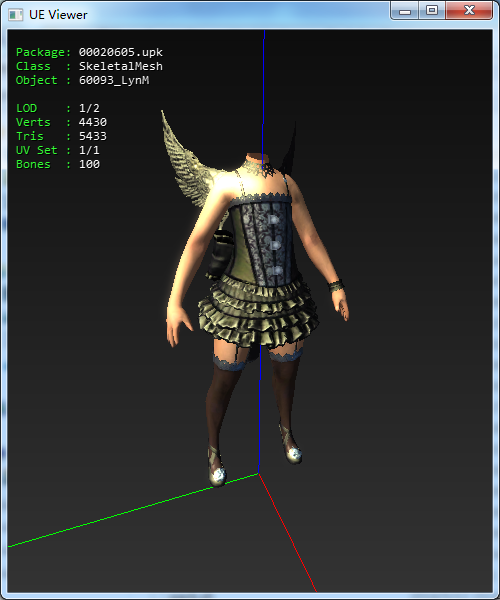 UE Viewer
Package: 00020605.upk
Class : SkeletalMesh
Object : 60093_LynM
LOD : 1/2
Verts : 4430
Tris : 5433
UV Set : 1/1
Bones : 100